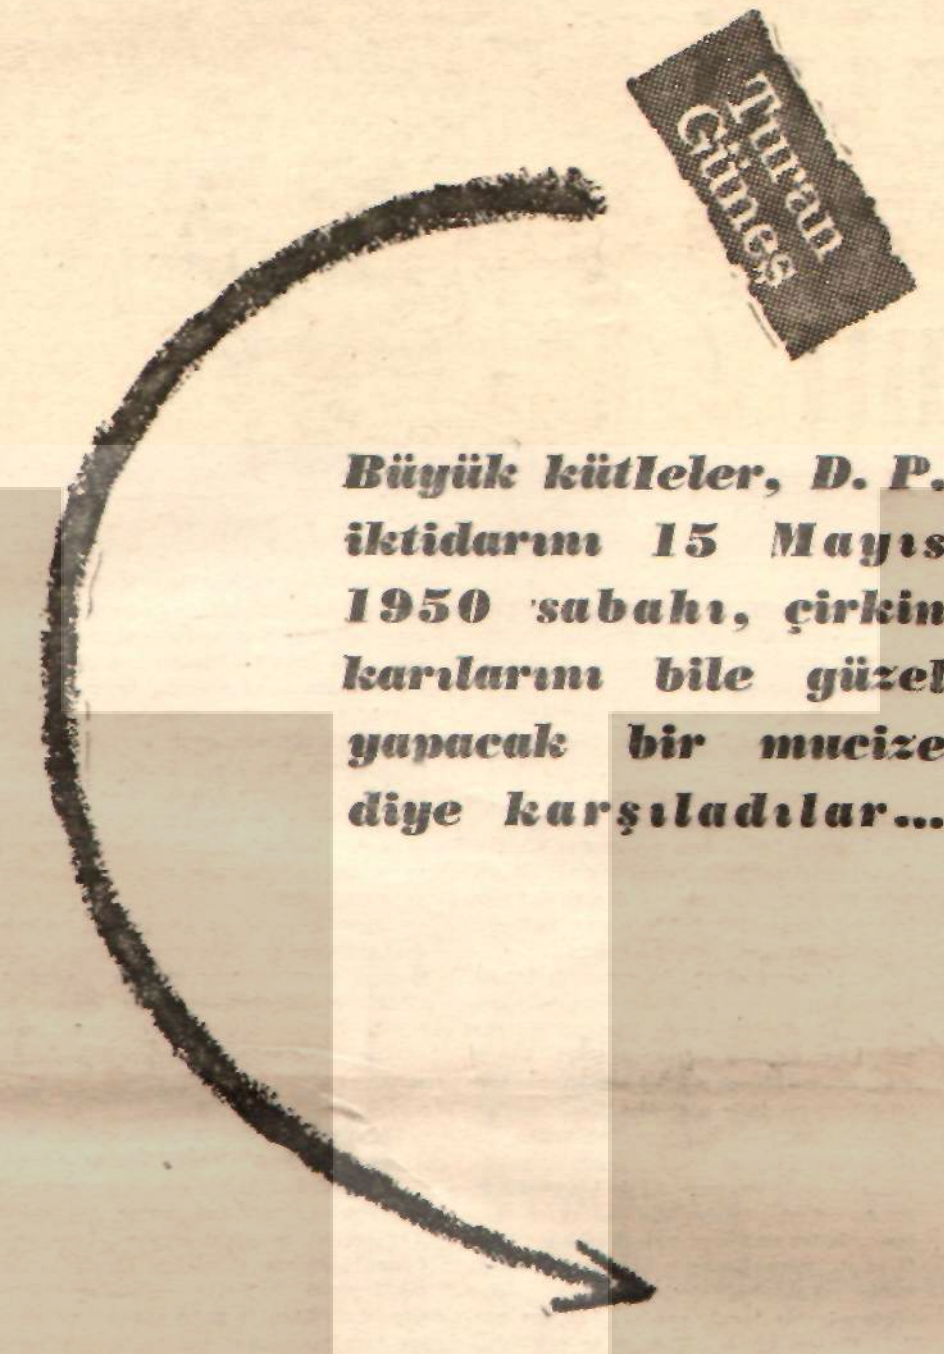 Turan
Güneş
Büyük kütleler, D. P.
iktidarını 15 Mayıs
1950 sabahı, çirkin
karılarını bile güzel
yapacak bir mucize
diye karşıladılar...